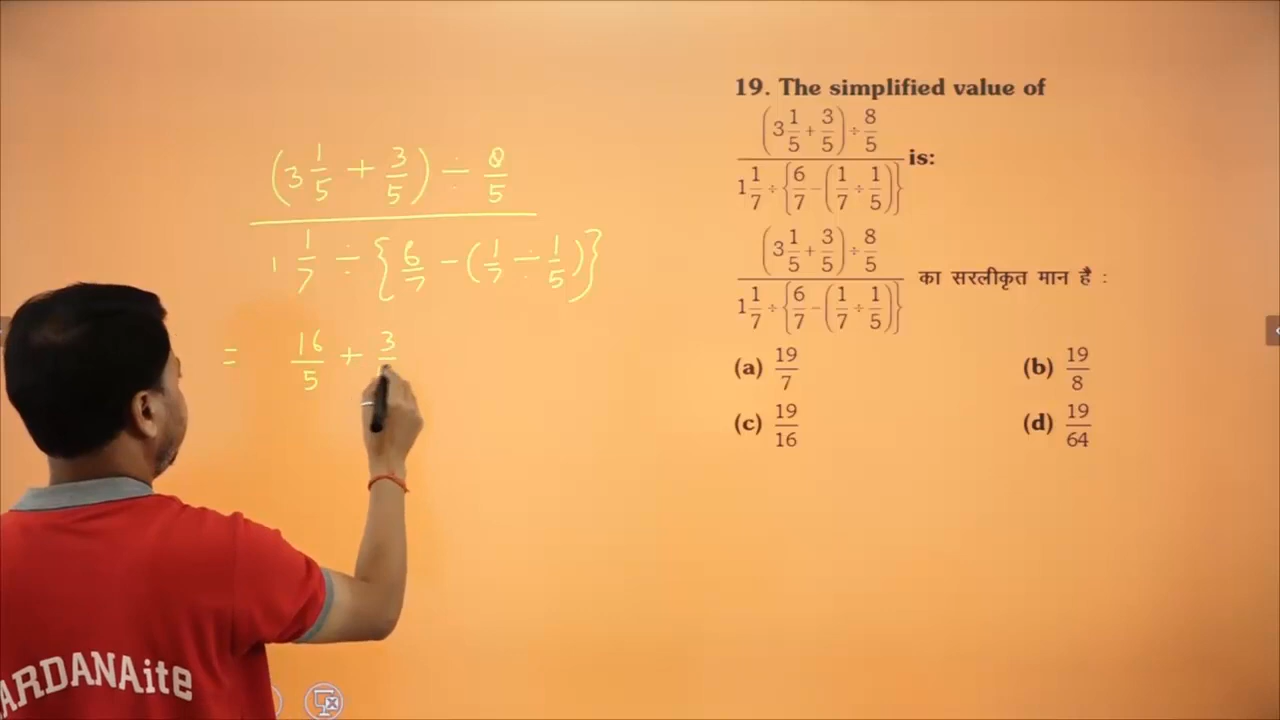 (3 1/5 + 3/5) ÷ 8/5
1 1/7 ÷ {6/7 − (1/7 ÷ 1/5)}
= 16/5 + 3
19. The simplified value of
(3 1/5 + 3/5) ÷ 8/5
1 1/7 ÷ {6/7 − (1/7 ÷ 1/5)} is:
(3 1/5 + 3/5) ÷ 8/5
1 1/7 ÷ {6/7 − (1/7 ÷ 1/5)} का सरलीकृत मान है :
(a) 19/7 (b) 19/8
(c) 19/16 (d) 19/64
ARDANAite